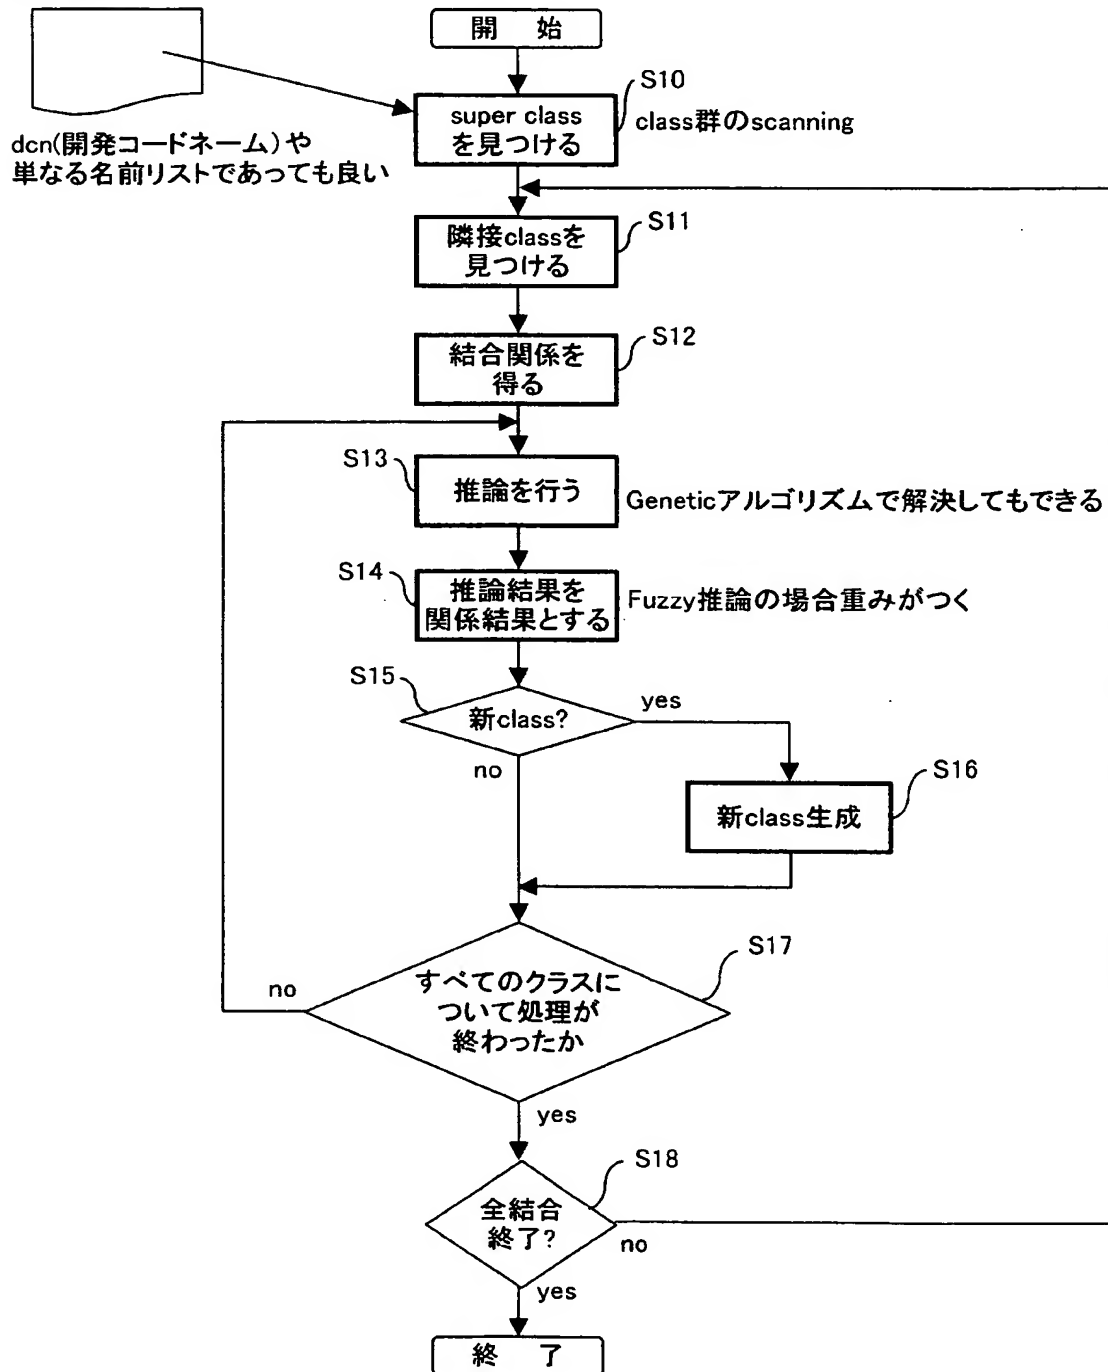 開 始
S10
super class
を見つける
class群のscanning
dcn(開発コードネーム)や
単なる名前リストであっても良い
S11
隣接classを
見つける
S12
結合関係を
得る
S13
推論を行う
Geneticアルゴリズムで解決してもできる
S14
推論結果を
関係結果とする
Fuzzy推論の場合重みがつく
S15
新class?
yes
no
S16
新class生成
S17
すべてのクラスに
ついて処理が
終わったか
no
yes
S18
全結合
終了?
no
yes
終 了